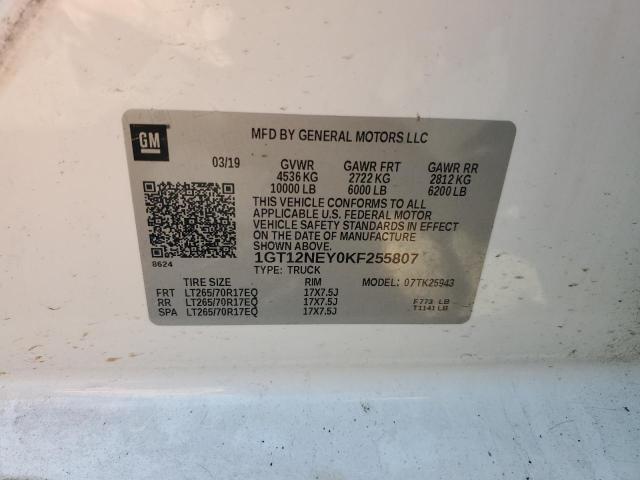 GM
MFD BY GENERAL MOTORS LLC
03/19 GVWR GAWR FRT GAWR RR
4536 KG 2722 KG 2812 KG
10000 LB 6000 LB 6200 LB
THIS VEHICLE CONFORMS TO ALL
APPLICABLE U.S. FEDERAL MOTOR
VEHICLE SAFETY STANDARDS IN EFFECT
ON THE DATE OF MANUFACTURE
SHOWN ABOVE.
8624
1GT12NEY0KF255807
TYPE: TRUCK
TIRE SIZE RIM MODEL: 07TK25943
FRT LT265/70R17EQ 17X7.5J
RR LT265/70R17EQ 17X7.5J
SPA LT265/70R17EQ 17X7.5J
F773 LB
T1141 LB